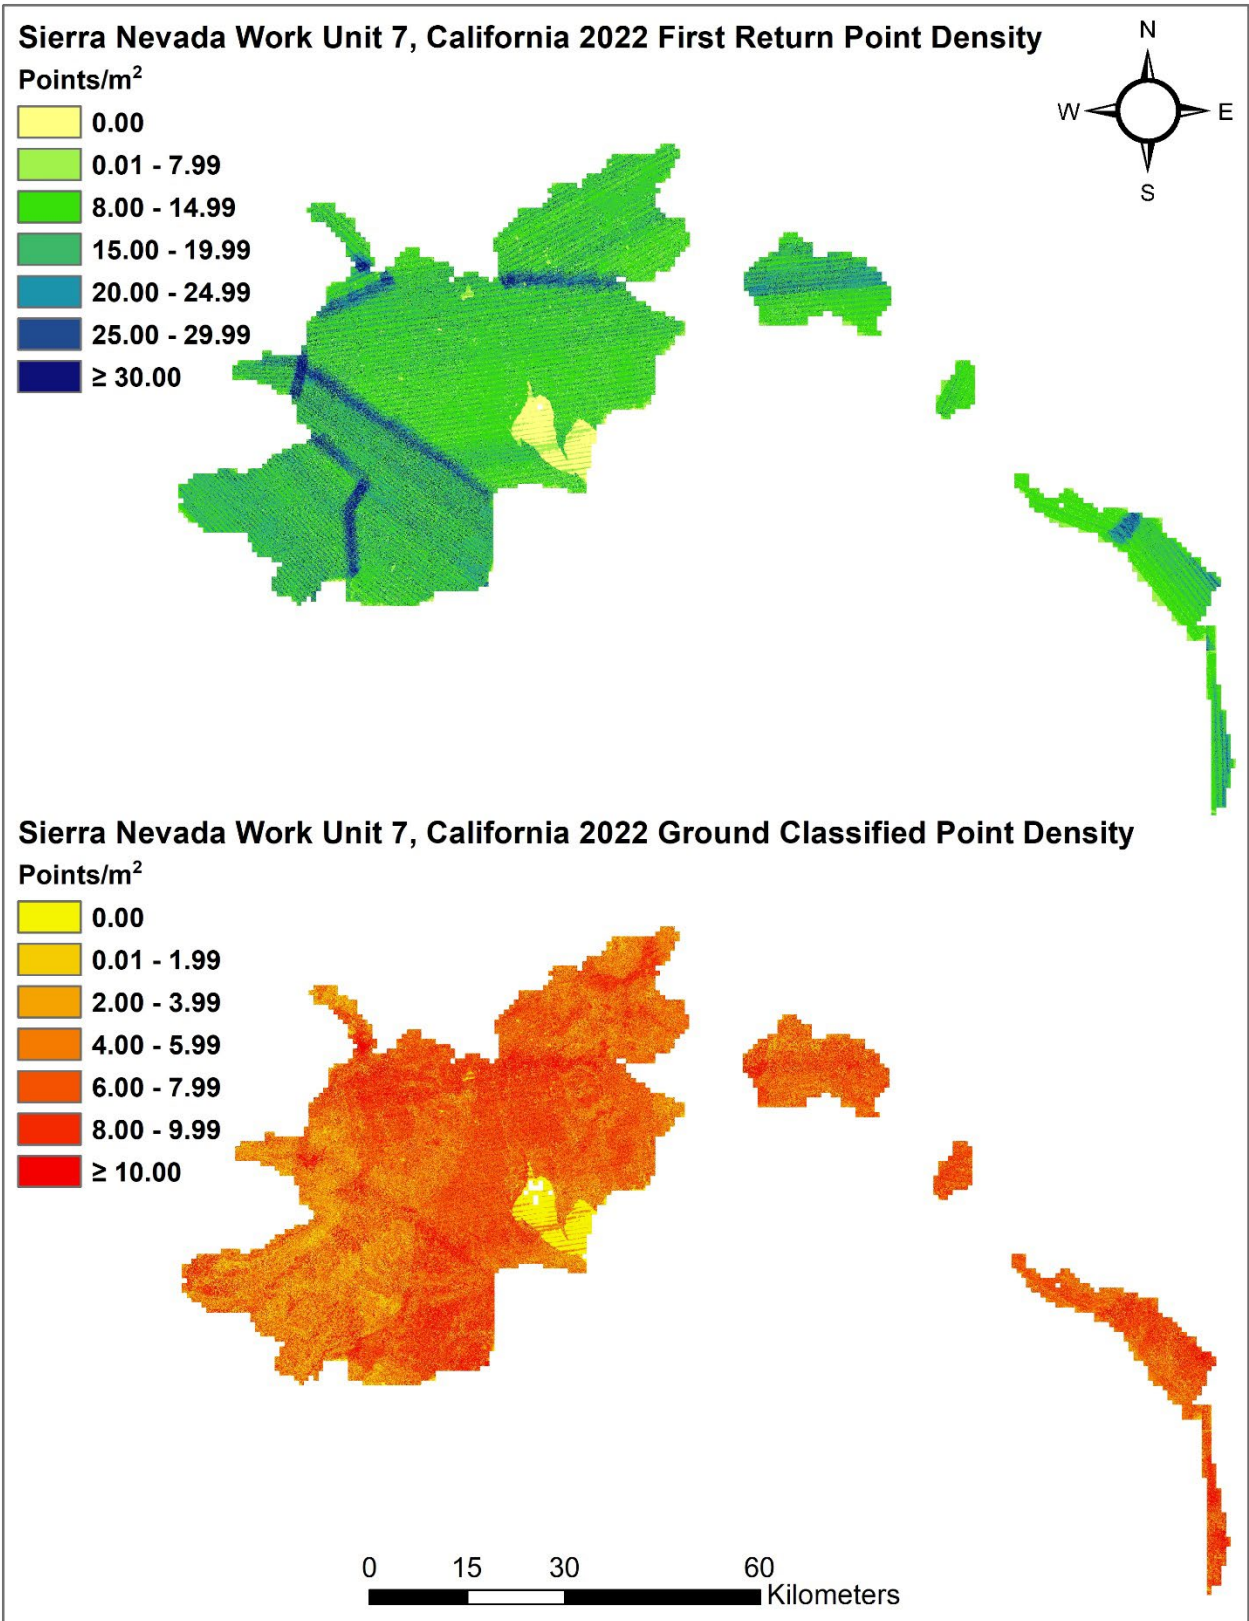 Sierra Nevada Work Unit 7, California 2022 First Return Point Density
Points/m²
0.00
0.01 - 7.99
8.00 - 14.99
15.00 - 19.99
20.00 - 24.99
25.00 - 29.99
≥ 30.00
N
W E
S
Sierra Nevada Work Unit 7, California 2022 Ground Classified Point Density
Points/m²
0.00
0.01 - 1.99
2.00 - 3.99
4.00 - 5.99
6.00 - 7.99
8.00 - 9.99
≥ 10.00
0 15 30 60
Kilometers